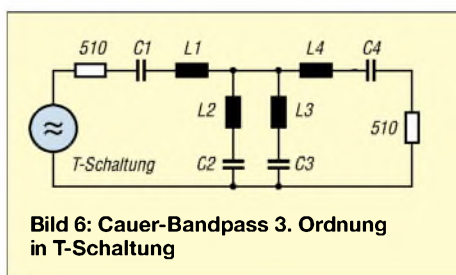 510 C1 L1 L4 C4
L2 L3 510
T-Schaltung C2 C3
Bild 6: Cauer-Bandpass 3. Ordnung
in T-Schaltung